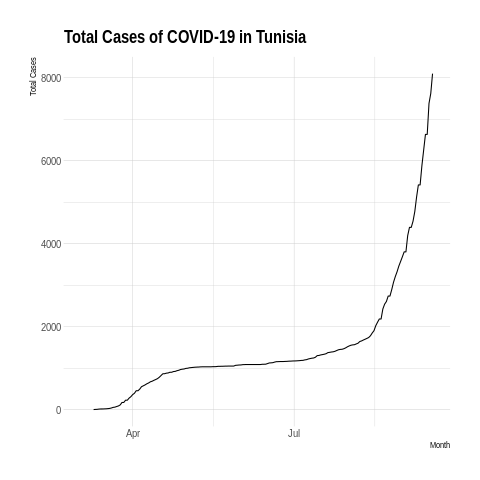 Total Cases of COVID-19 in Tunisia
Total Cases
8000
6000
4000
2000
0
Apr
Jul
Month